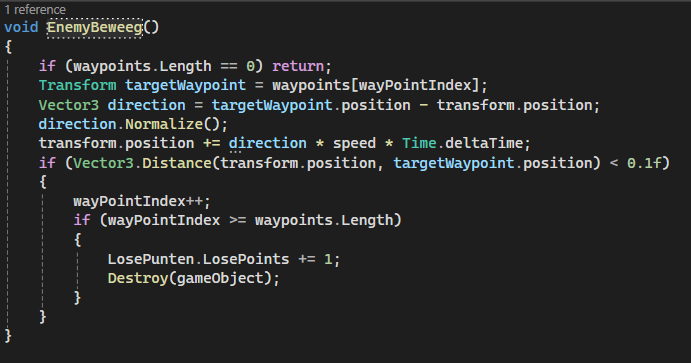 1 reference
void EnemyBeweeg()
{
if (waypoints.Length == 0) return;
Transform targetWaypoint = waypoints[wayPointIndex];
Vector3 direction = targetWaypoint.position - transform.position;
direction.Normalize();
transform.position += direction * speed * Time.deltaTime;
if (Vector3.Distance(transform.position, targetWaypoint.position) < 0.1f)
{
wayPointIndex++;
if (wayPointIndex >= waypoints.Length)
{
LosePunten.LosePoints += 1;
Destroy(gameObject);
}
}
}